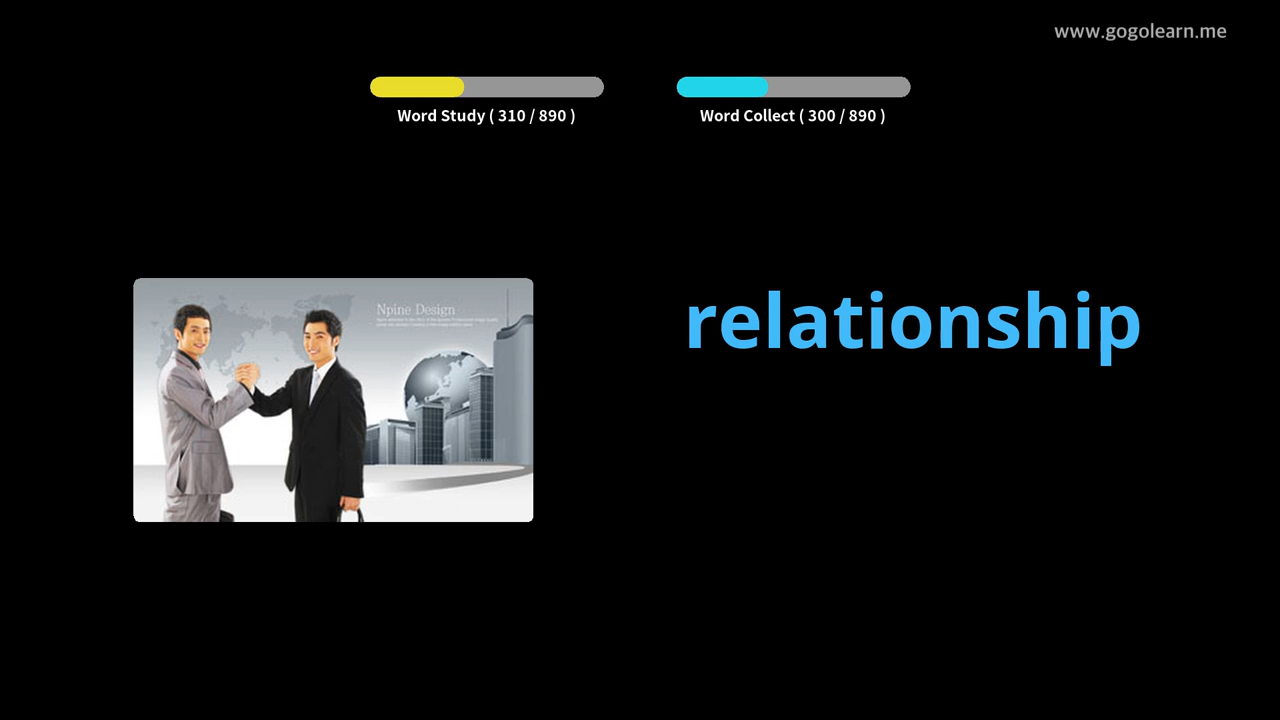 www.gogolearn.me
Word Study ( 310 / 890 )
Word Collect ( 300 / 890 )
Npine Design
relationship